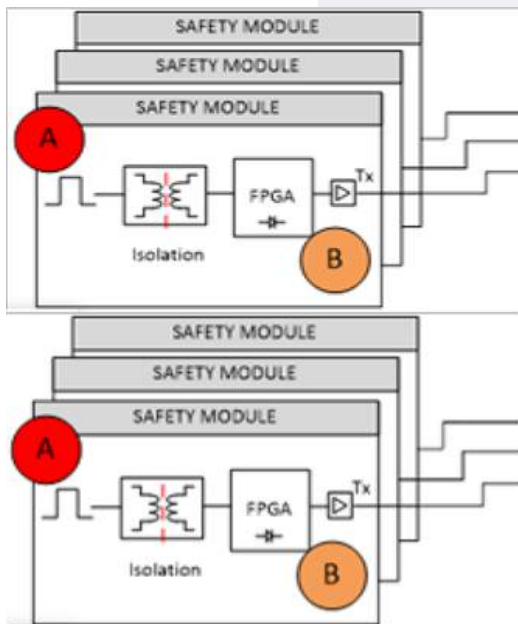 SAFETY MODULE
SAFETY MODULE
SAFETY MODULE
A
Tx
FPGA
Isolation
B
SAFETY MODULE
SAFETY MODULE
SAFETY MODULE
A
Tx
FPGA
Isolation
B